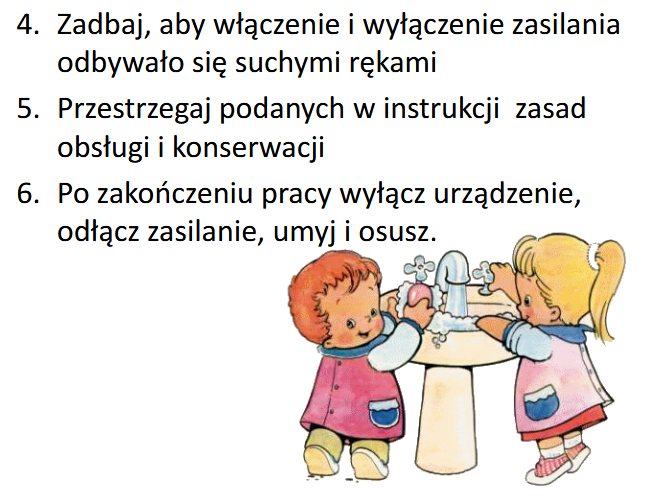 4. Zadbaj, aby włączenie i wyłączenie zasilania
odbywało się suchymi rękami
5. Przestrzegaj podanych w instrukcji  zasad
obsługi i konserwacji
6. Po zakończeniu pracy wyłącz urządzenie,
odłącz zasilanie, umyj i osusz.